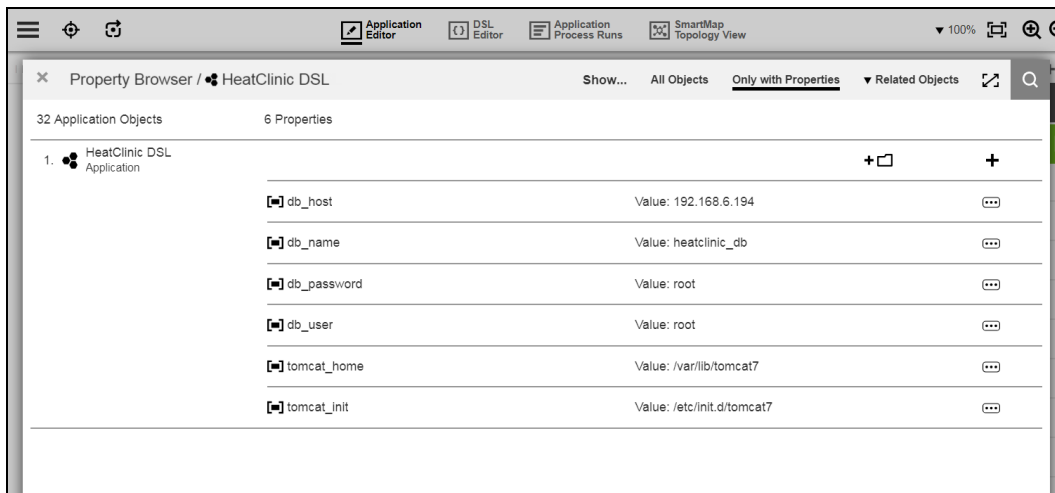 Application
Editor
DSL
Editor
Application
Process Runs
SmartMap
Topology View
▼ 100%
Property Browser / HeatClinic DSL
Show... All Objects Only with Properties ▼ Related Objects
32 Application Objects 6 Properties
1. HeatClinic DSL
Application
db_host Value: 192.168.6.194
db_name Value: heatclinic_db
db_password Value: root
db_user Value: root
tomcat_home Value: /var/lib/tomcat7
tomcat_init Value: /etc/init.d/tomcat7